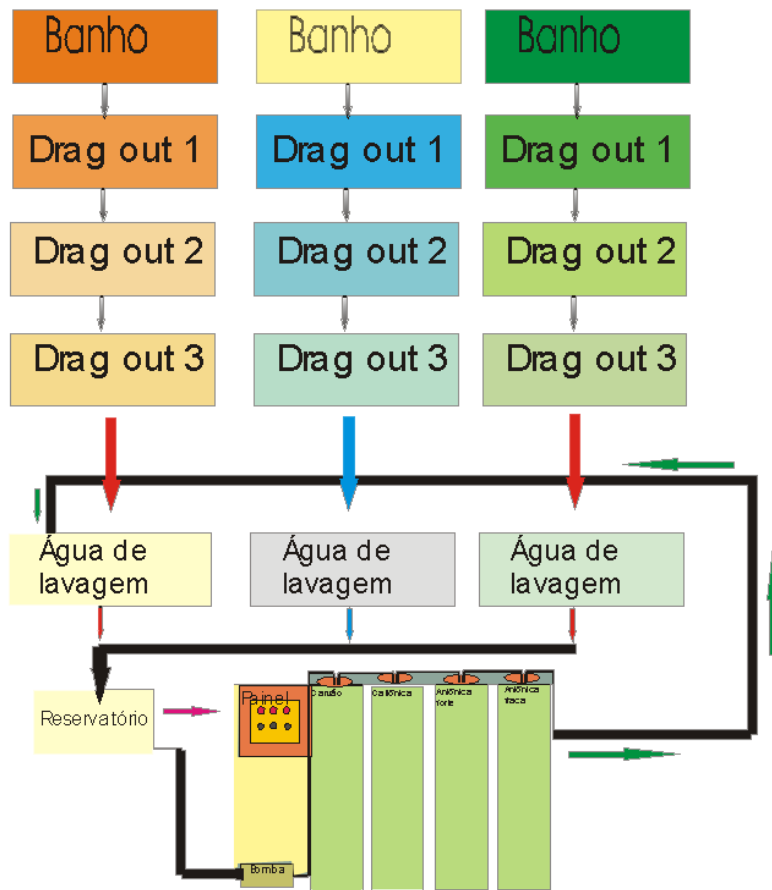 Banho
Banho
Banho
Drag out 1
Drag out 1
Drag out 1
Drag out 2
Drag out 2
Drag out 2
Drag out 3
Drag out 3
Drag out 3
Água de
lavagem
Água de
lavagem
Água de
lavagem
Reservatório
Painel
Carvão
Catiônica
Aniônica
forte
Aniônica
fraca
Bomba